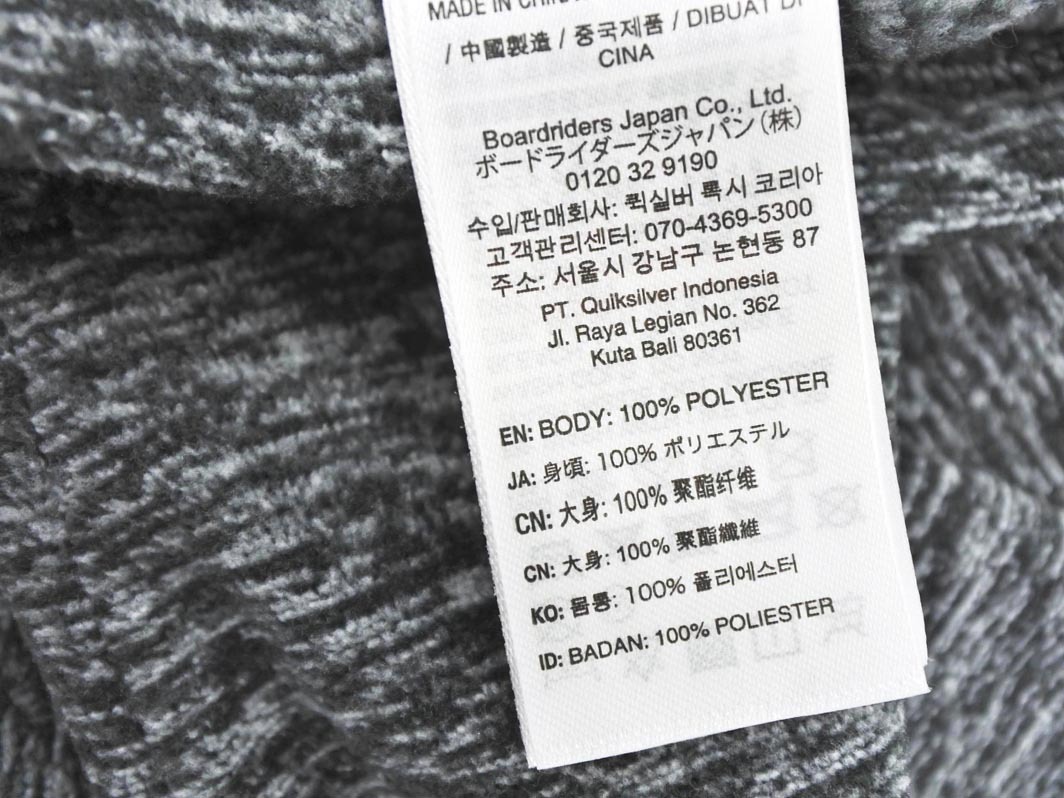 MADE IN CHINA
/ 中國製造 / 중국제품 / DIBUAT DI
CINA
Boardriders Japan Co., Ltd.
ボードライダーズジャパン(株)
0120 32 9190
수입/판매회사: 퀵실버 록시 코리아
고객관리센터: 070-4369-5300
주소: 서울시 강남구 논현동 87
PT. Quiksilver Indonesia
Jl. Raya Legian No. 362
Kuta Bali 80361
EN: BODY: 100% POLYESTER
JA: 身頃: 100% ポリエステル
CN: 大身: 100% 聚酯纤维
CN: 大身: 100% 聚酯纖維
KO: 몸통: 100% 폴리에스터
ID: BADAN: 100% POLIESTER